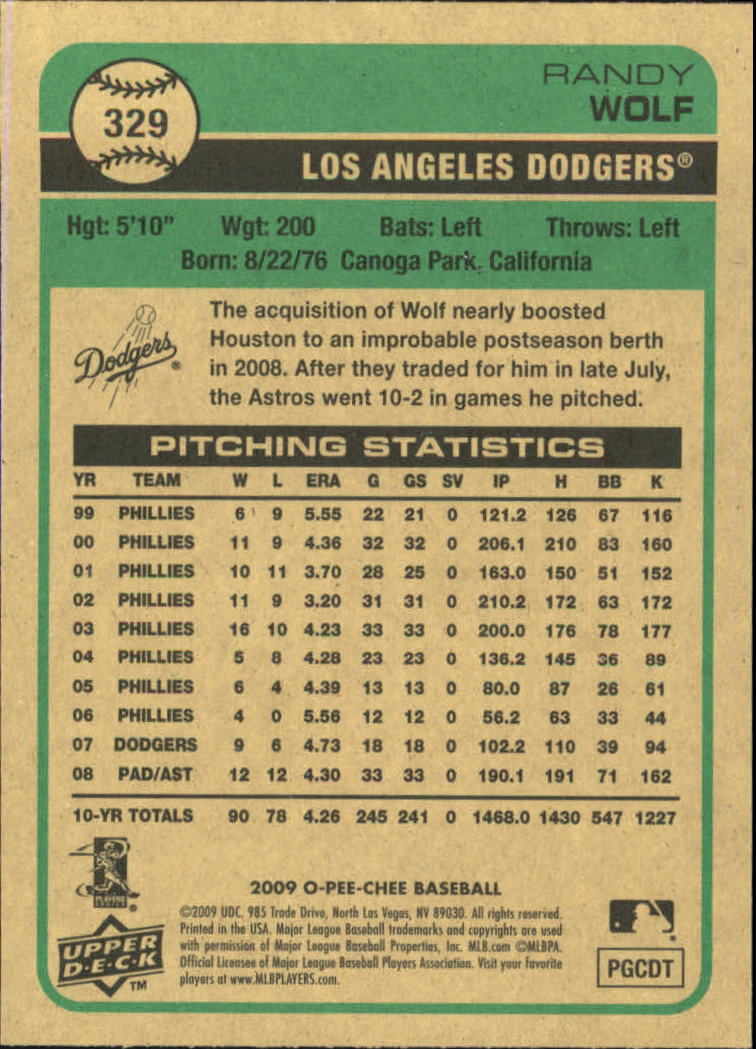 RANDY
WOLF
329
LOS ANGELES DODGERS®
Hgt: 5'10" Wgt: 200 Bats: Left Throws: Left
Born: 8/22/76 Canoga Park, California
Dodgers®
The acquisition of Wolf nearly boosted
Houston to an improbable postseason berth
in 2008. After they traded for him in late July,
the Astros went 10-2 in games he pitched.
PITCHING STATISTICS
YR TEAM W L ERA G GS SV IP H BB K
99 PHILLIES 6 9 5.55 22 21 0 121.2 126 67 116
00 PHILLIES 11 9 4.36 32 32 0 206.1 210 83 160
01 PHILLIES 10 11 3.70 28 25 0 163.0 150 51 152
02 PHILLIES 11 9 3.20 31 31 0 210.2 172 63 172
03 PHILLIES 16 10 4.23 33 33 0 200.0 176 78 177
04 PHILLIES 5 8 4.28 23 23 0 136.2 145 36 89
05 PHILLIES 6 4 4.39 13 13 0 80.0 87 26 61
06 PHILLIES 4 0 5.56 12 12 0 56.2 63 33 44
07 DODGERS 9 6 4.73 18 18 0 102.2 110 39 94
08 PAD/AST 12 12 4.30 33 33 0 190.1 191 71 162
10-YR TOTALS 90 78 4.26 245 241 0 1468.0 1430 547 1227
2009 O-PEE-CHEE BASEBALL
©2009 UDC, 985 Trade Drive, North Las Vegas, NV 89030. All rights reserved.
Printed in the USA. Major League Baseball trademarks and copyrights are used
with permission of Major League Baseball Properties, Inc. MLB.com ©MLBPA.
Official Licensee of Major League Baseball Players Association. Visit your favorite
players at www.MLBPLAYERS.com.
UPPER
D·E·C·K
TM
PGCDT